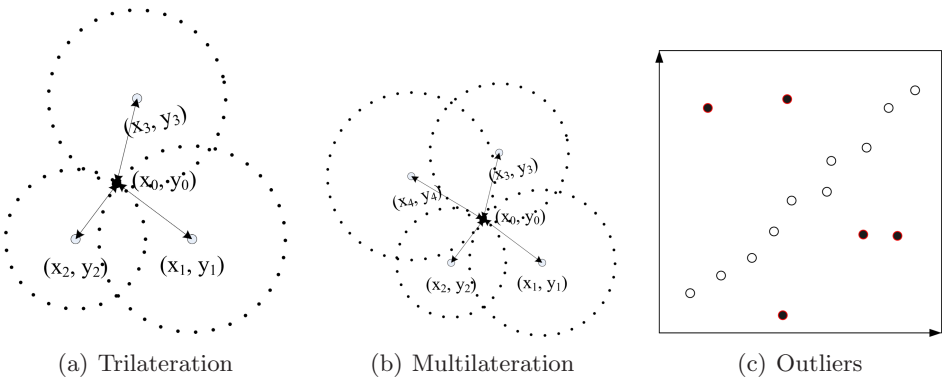 (x₃, y₃)
(x₀, y₀)
(x₂, y₂)
(x₁, y₁)
(a) Trilateration
(x₃, y₃)
(x₄, y₄)
(x₀, y₀)
(x₂, y₂)
(x₁, y₁)
(b) Multilateration
(c) Outliers